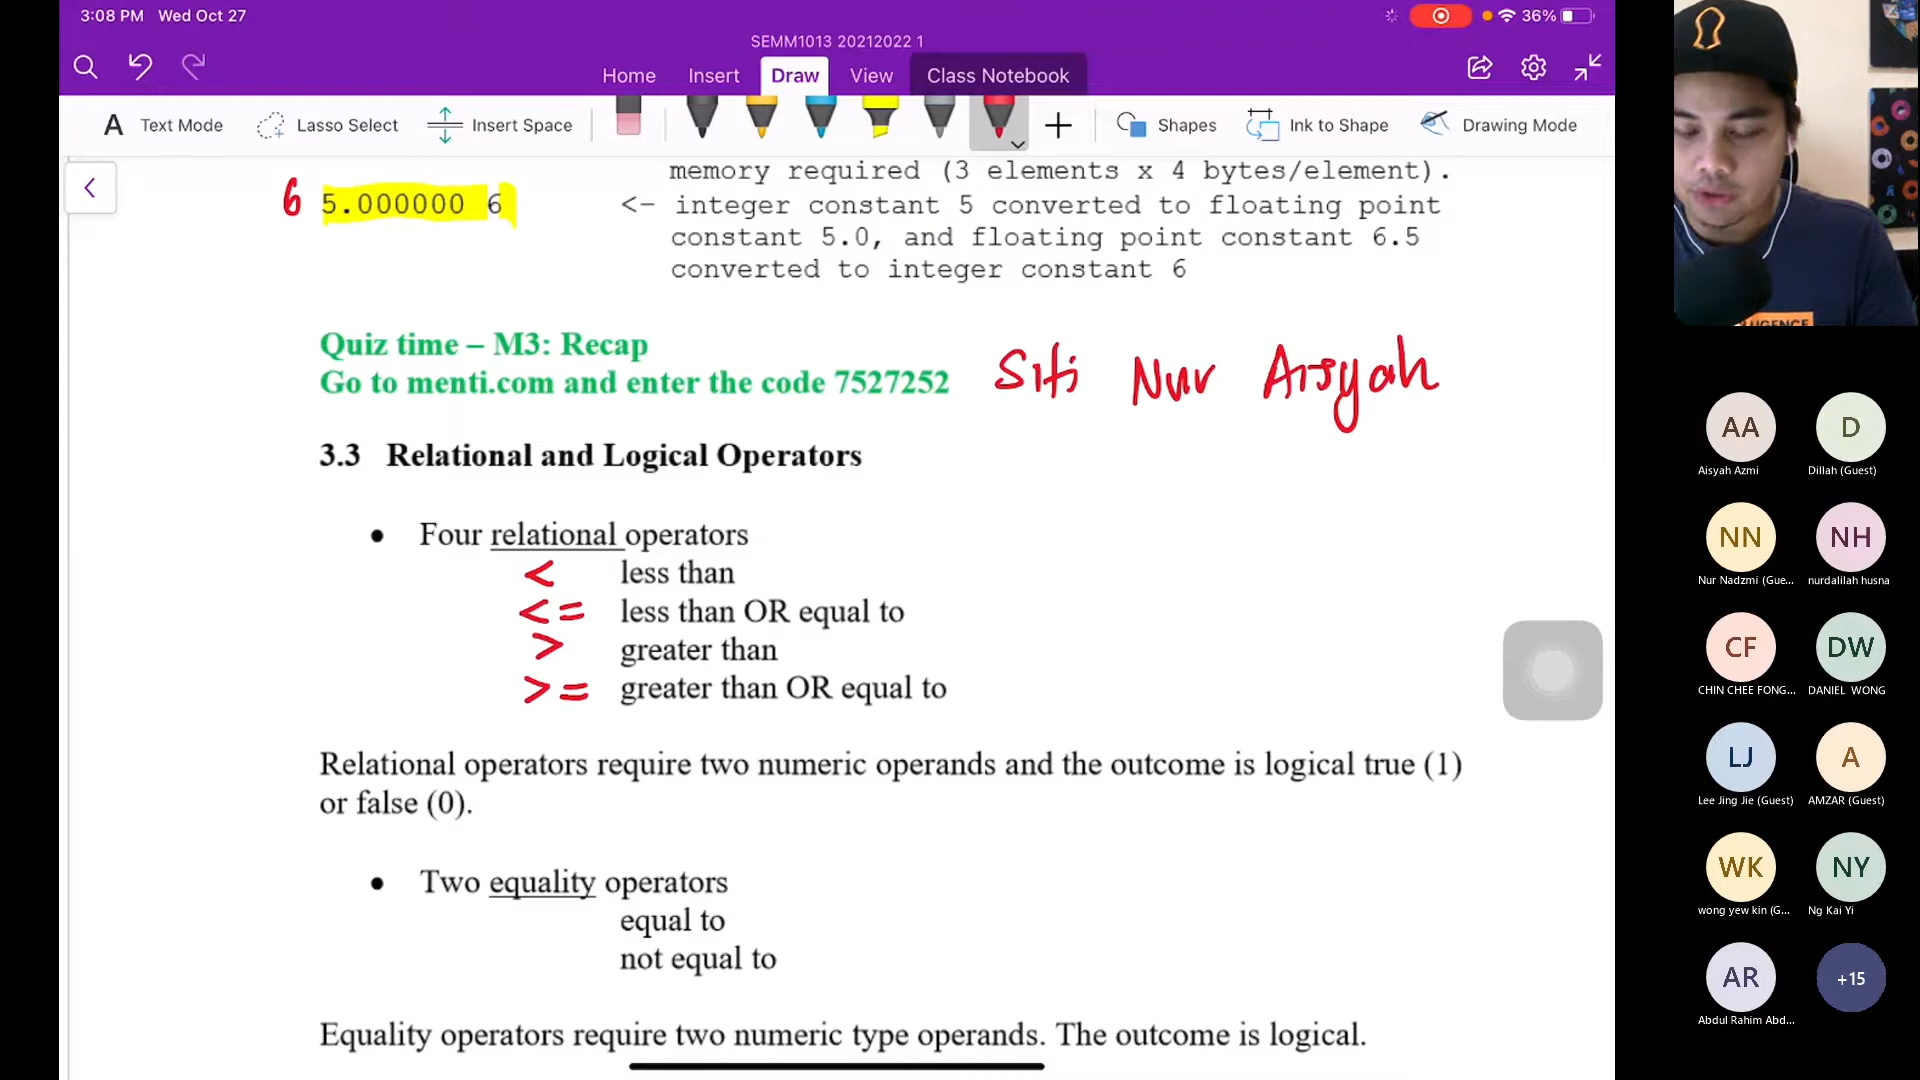 3:08 PM Wed Oct 27
36%
SEMM1013 20212022 1
Home Insert Draw View Class Notebook
A Text Mode Lasso Select Insert Space Shapes Ink to Shape Drawing Mode
memory required (3 elements x 4 bytes/element).
6 5.000000 6 <- integer constant 5 converted to floating point
constant 5.0, and floating point constant 6.5
converted to integer constant 6
Quiz time – M3: Recap
Go to menti.com and enter the code 7527252
Siti Nur Aisyah
3.3 Relational and Logical Operators
• Four relational operators
< less than
<= less than OR equal to
> greater than
>= greater than OR equal to
Relational operators require two numeric operands and the outcome is logical true (1)
or false (0).
• Two equality operators
equal to
not equal to
Equality operators require two numeric type operands. The outcome is logical.
AA D
Aisyah Azmi Dillah (Guest)
NN NH
Nur Nadzmi (Gue... nurdalilah husna
CF DW
CHIN CHEE FONG... DANIEL WONG
LJ A
Lee Jing Jie (Guest) AMZAR (Guest)
WK NY
wong yew kin (G... Ng Kai Yi
AR +15
Abdul Rahim Abd...